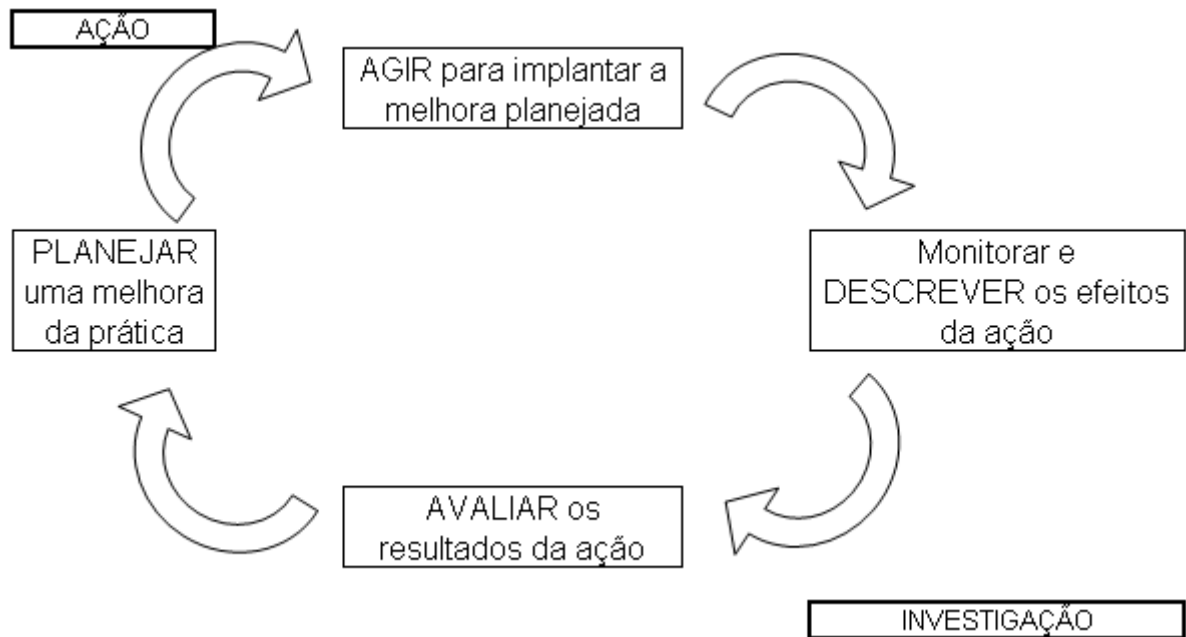 AÇÃO
AGIR para implantar a
melhora planejada
PLANEJAR
uma melhora
da prática
Monitorar e
DESCREVER os efeitos
da ação
AVALIAR os
resultados da ação
INVESTIGAÇÃO